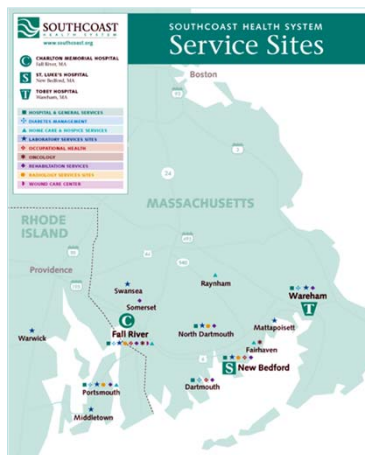 SOUTHCOAST
HEALTH SYSTEM
www.southcoast.org
SOUTHCOAST HEALTH SYSTEM
Service Sites
C
CHARLTON MEMORIAL HOSPITAL
Fall River, MA
S
ST. LUKE'S HOSPITAL
New Bedford, MA
T
TOBEY HOSPITAL
Wareham, MA
HOSPITAL & GENERAL SERVICES
DIABETES MANAGEMENT
HOME CARE & HOSPICE SERVICES
LABORATORY SERVICES SITES
OCCUPATIONAL HEALTH
ONCOLOGY
REHABILITATION SERVICES
RADIOLOGY SERVICES SITES
WOUND CARE CENTER
Boston
24
MASSACHUSETTS
RHODE
ISLAND
Providence
Swansea
Raynham
Somerset
Wareham
T
C
Fall River
North Dartmouth
Mattapoisett
Warwick
Fairhaven
S
New Bedford
Portsmouth
Dartmouth
Middletown